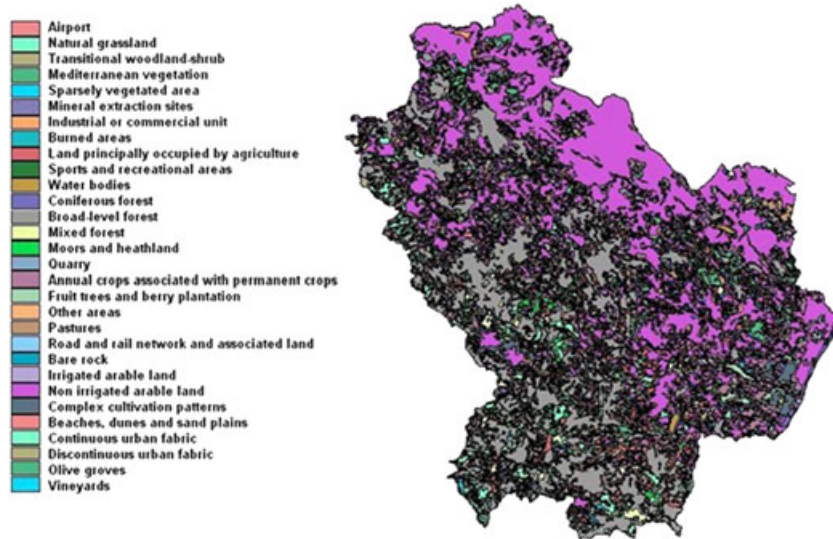 Airport
Natural grassland
Transitional woodland-shrub
Mediterranean vegetation
Sparsely vegetated area
Mineral extraction sites
Industrial or commercial unit
Burned areas
Land principally occupied by agriculture
Sports and recreational areas
Water bodies
Coniferous forest
Broad-level forest
Mixed forest
Moors and heathland
Quarry
Annual crops associated with permanent crops
Fruit trees and berry plantation
Other areas
Pastures
Road and rail network and associated land
Bare rock
Irrigated arable land
Non irrigated arable land
Complex cultivation patterns
Beaches, dunes and sand plains
Continuous urban fabric
Discontinuous urban fabric
Olive groves
Vineyards